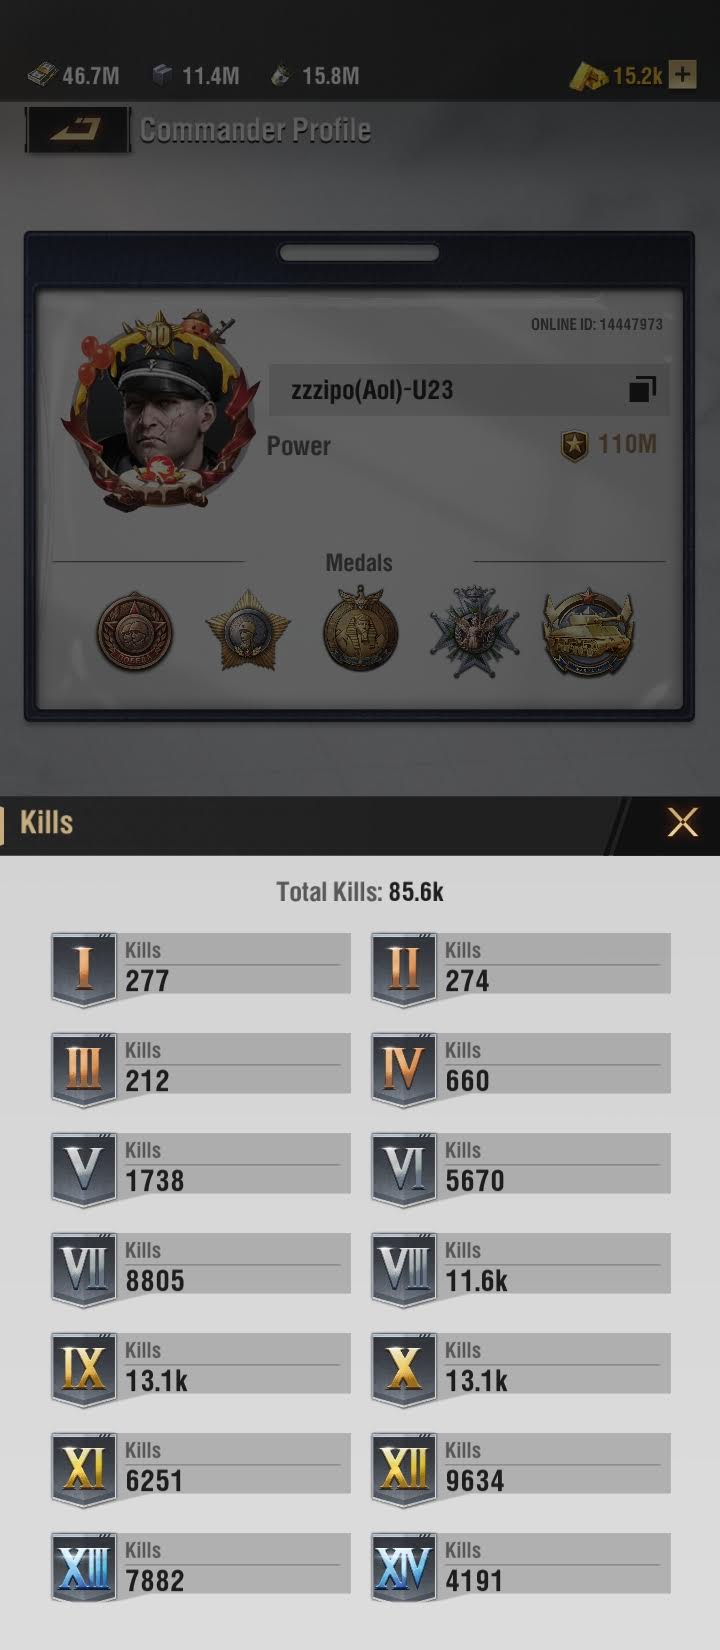 46.7M 11.4M 15.8M 15.2k +
Commander Profile
10
ONLINE ID: 14447973
zzzipo(Aol)-U23
Power 110M
Medals
Kills
Total Kills: 85.6k
I Kills 277
II Kills 274
III Kills 212
IV Kills 660
V Kills 1738
VI Kills 5670
VII Kills 8805
VIII Kills 11.6k
IX Kills 13.1k
X Kills 13.1k
XI Kills 6251
XII Kills 9634
XIII Kills 7882
XIV Kills 4191